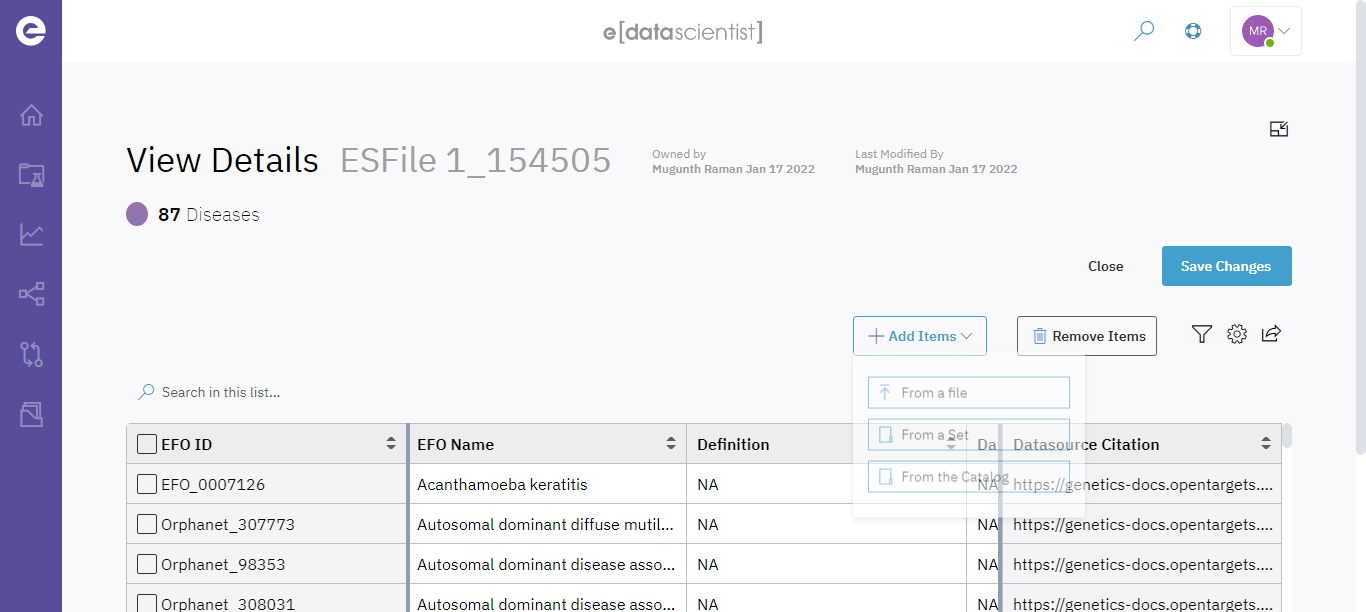 e[datascientist]
MR
View Details ESFile 1_154505
Owned by
Mugunth Raman Jan 17 2022
Last Modified By
Mugunth Raman Jan 17 2022
87 Diseases
Close
Save Changes
Add Items
Remove Items
From a file
From a Set
From the Catalog
Search in this list...
EFO ID EFO Name Definition Da Datasource Citation
EFO_0007126 Acanthamoeba keratitis NA NA https://genetics-docs.opentargets....
Orphanet_307773 Autosomal dominant diffuse mutil... NA NA https://genetics-docs.opentargets....
Orphanet_98353 Autosomal dominant disease asso... NA NA https://genetics-docs.opentargets....
Orphanet_308031 Autosomal dominant disease asso... NA NA https://genetics-docs.opentargets....